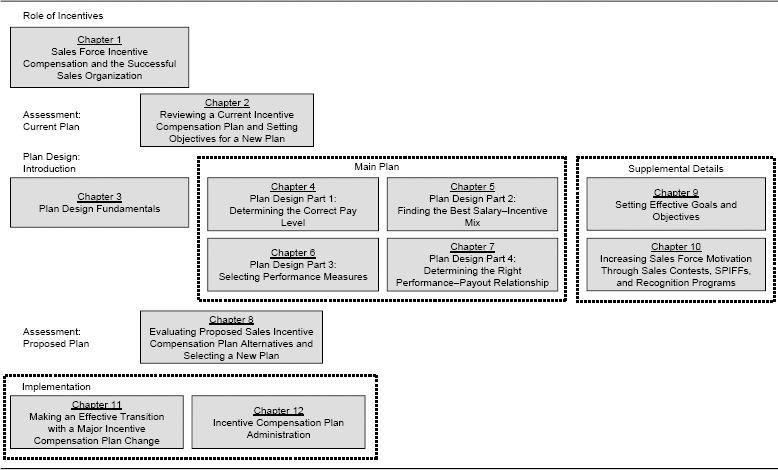 Role of Incentives
Chapter 1
Sales Force Incentive
Compensation and the Successful
Sales Organization
Assessment:
Current Plan
Chapter 2
Reviewing a Current Incentive
Compensation Plan and Setting
Objectives for a New Plan
Plan Design:
Introduction
Chapter 3
Plan Design Fundamentals
Main Plan
Chapter 4
Plan Design Part 1:
Determining the Correct Pay
Level
Chapter 5
Plan Design Part 2:
Finding the Best Salary–Incentive
Mix
Chapter 6
Plan Design Part 3:
Selecting Performance Measures
Chapter 7
Plan Design Part 4:
Determining the Right
Performance–Payout Relationship
Supplemental Details
Chapter 9
Setting Effective Goals and
Objectives
Chapter 10
Increasing Sales Force Motivation
Through Sales Contests, SPIFFs,
and Recognition Programs
Assessment:
Proposed Plan
Chapter 8
Evaluating Proposed Sales Incentive
Compensation Plan Alternatives and
Selecting a New Plan
Implementation
Chapter 11
Making an Effective Transition
with a Major Incentive
Compensation Plan Change
Chapter 12
Incentive Compensation Plan
Administration